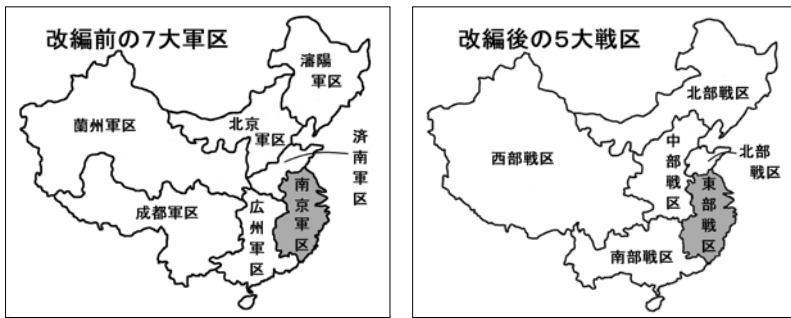 改編前の7大軍区
瀋陽
軍区
北京
軍区
蘭州軍区
済南軍区
成都軍区
広州軍区
南京軍区
改編後の5大戦区
北部戦区
西部戦区
中部戦区
北部
戦区
東部戦区
南部戦区